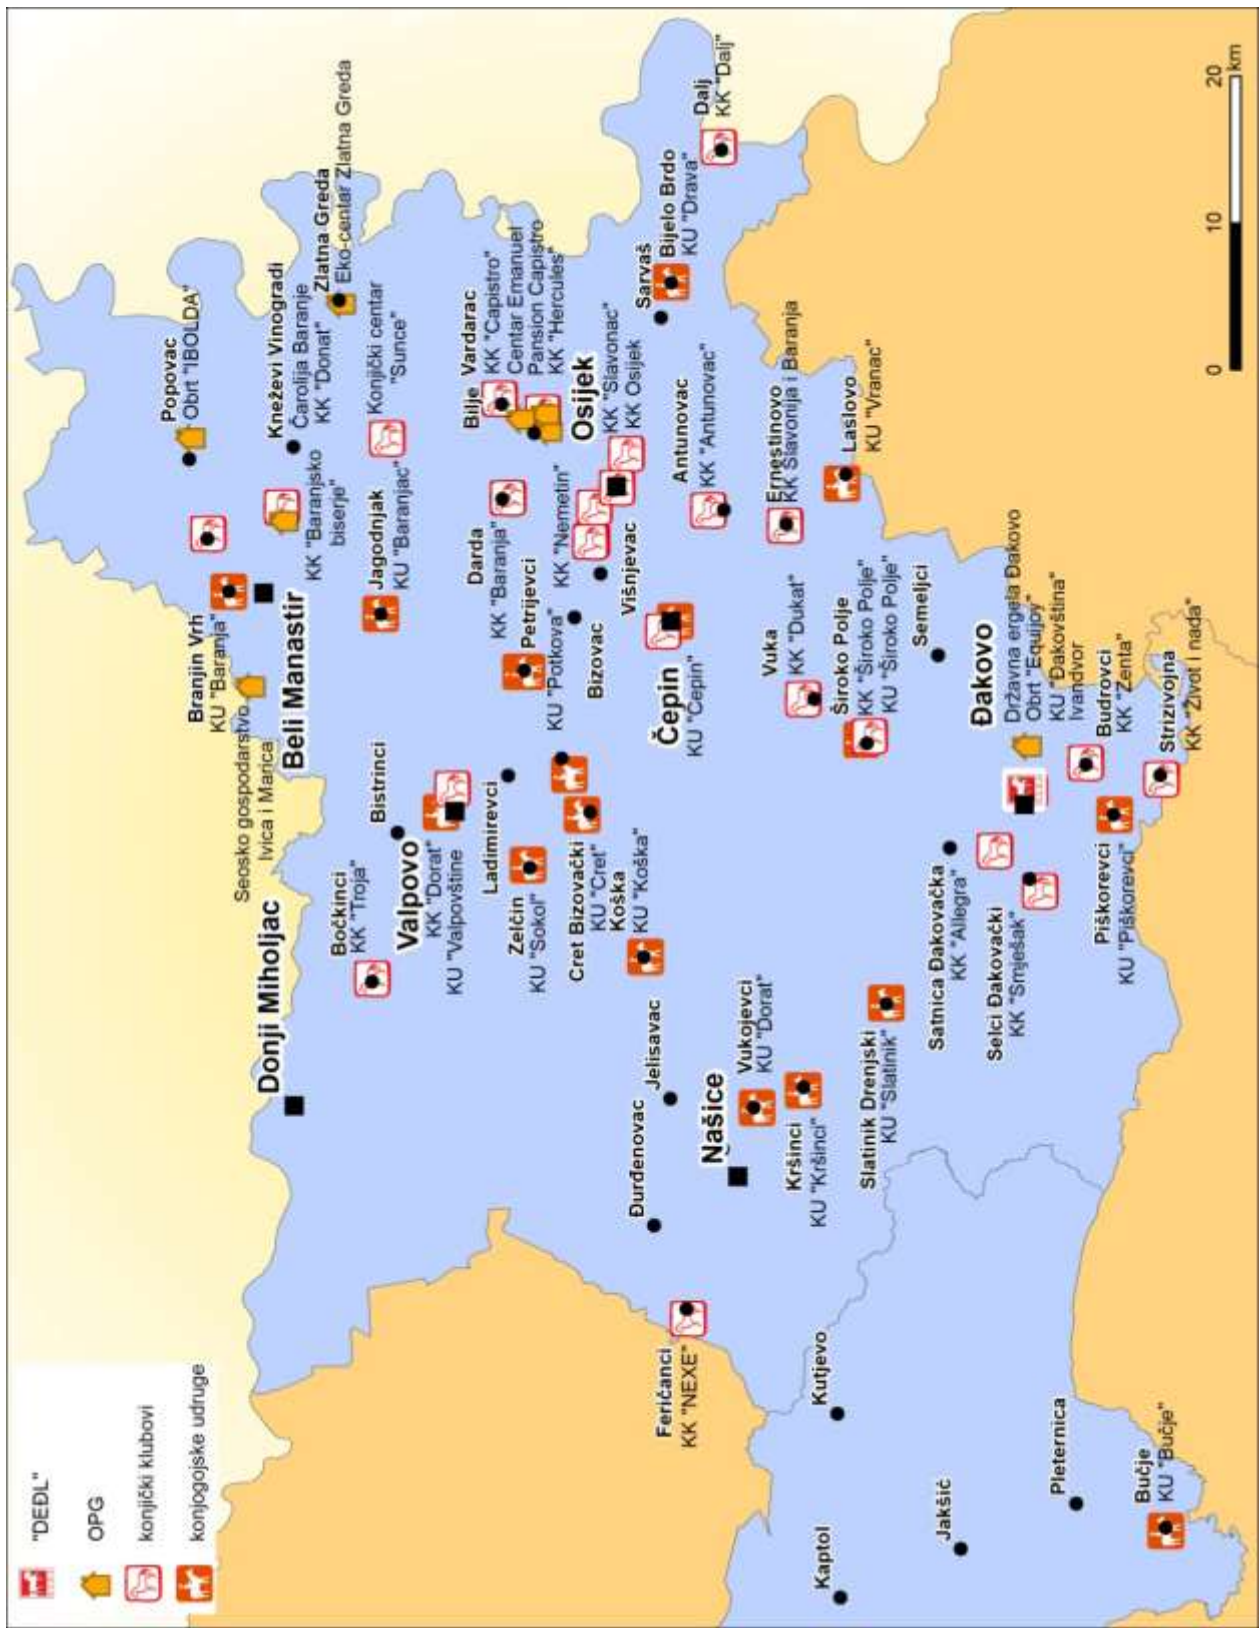 "DEĐL"
OPG
konjički klubovi
konjogojske udruge
Popovac
Obrt "IBOLDA"
Kneževi Vinogradi
Čarolija Baranje
KK "Donat"
Zlatna Greda
Eko-centar Zlatna Greda
Branjin Vrh
KU "Baranja"
Beli Manastir
Seosko gospodarstvo
Ivica i Marica
KK "Baranjsko
biserje"
Konjički centar
"Sunce"
Jagodnjak
KU "Baranjac"
Donji Miholjac
Bočkinci
KK "Troja"
Bistrinci
Valpovo
KK "Dorat"
KU "Valpovštine
Ladimirevci
Zelčin
KU "Sokol"
Cret Bizovački
KU "Cret"
Koška
KU "Koška"
Darda
KK "Baranja"
Petrijevci
KU "Potkova"
Bilje
Vardarac
KK "Capistro"
Centar Emanuel
Pansion Capistro
KK "Hercules"
Osijek
KK "Slavonac"
KK Osijek
KK "Nemetin"
Višnjevac
Bizovac
Čepin
KU "Čepin"
Sarvaš
Bijelo Brdo
KU "Drava"
Dalj
KK "Dalj"
Antunovac
KK "Antunovac"
Ernestinovo
KK Slavonija i Baranja
Laslovo
KU "Vranac"
Vuka
KK "Dukat"
Široko Polje
KK "Široko Polje"
KU "Široko Polje"
Semeljci
Jelisavac
Đurđenovac
Našice
Vukojevci
KU "Dorat"
Kršinci
KU "Kršinci"
Feričanci
KK "NEXE"
Slatinik Drenjski
KU "Slatinik"
Satnica Đakovačka
KK "Allegra"
Selci Đakovački
KK "Smješak"
Đakovo
Državna ergela Đakovo
Obrt "Equijoy"
KU "Đakovština"
Ivandvor
Budrovci
KK "Zenta"
Piškorevci
KU "Piškorevci"
Strizivojna
KK "Život i nada"
Kutjevo
Kaptol
Jakšić
Pleternica
Bučje
KU "Bučje"
0 10 20
km